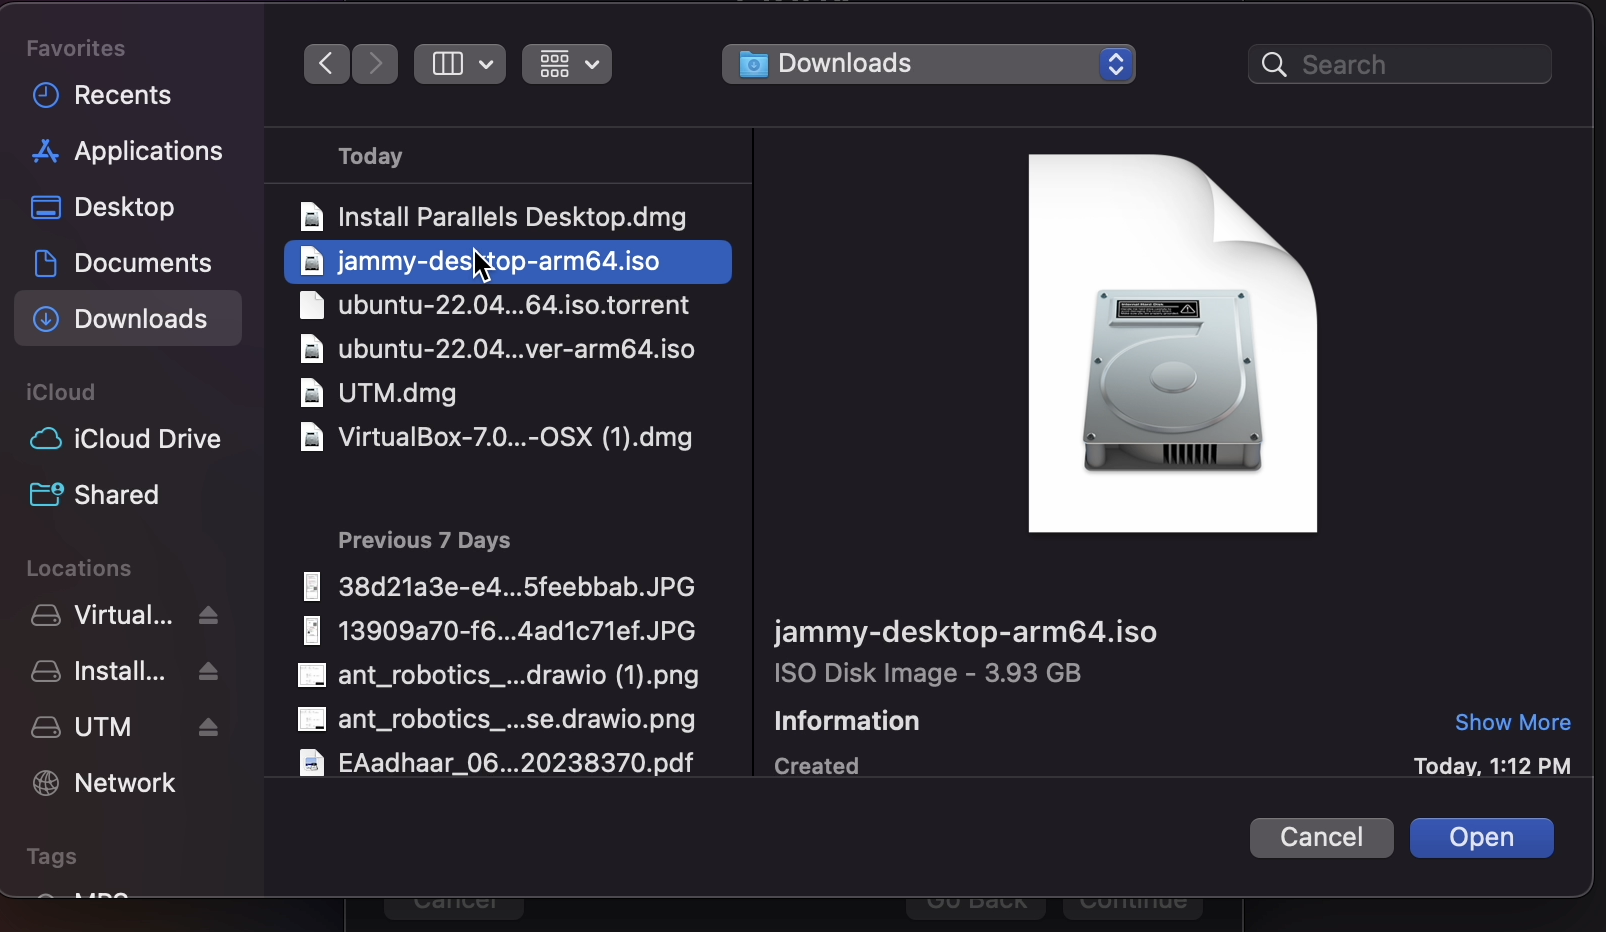 Favorites
Recents
Applications
Desktop
Documents
Downloads
iCloud
iCloud Drive
Shared
Locations
Virtual...
Install...
UTM
Network
Tags
Downloads
Search
Today
Install Parallels Desktop.dmg
jammy-desktop-arm64.iso
ubuntu-22.04...64.iso.torrent
ubuntu-22.04...ver-arm64.iso
UTM.dmg
VirtualBox-7.0...-OSX (1).dmg
Previous 7 Days
38d21a3e-e4...5feebbab.JPG
13909a70-f6...4ad1c71ef.JPG
ant_robotics_...drawio (1).png
ant_robotics_...se.drawio.png
EAadhaar_06...20238370.pdf
jammy-desktop-arm64.iso
ISO Disk Image - 3.93 GB
Information
Show More
Created
Today, 1:12 PM
Cancel
Open
Cancel
Go Back
Continue